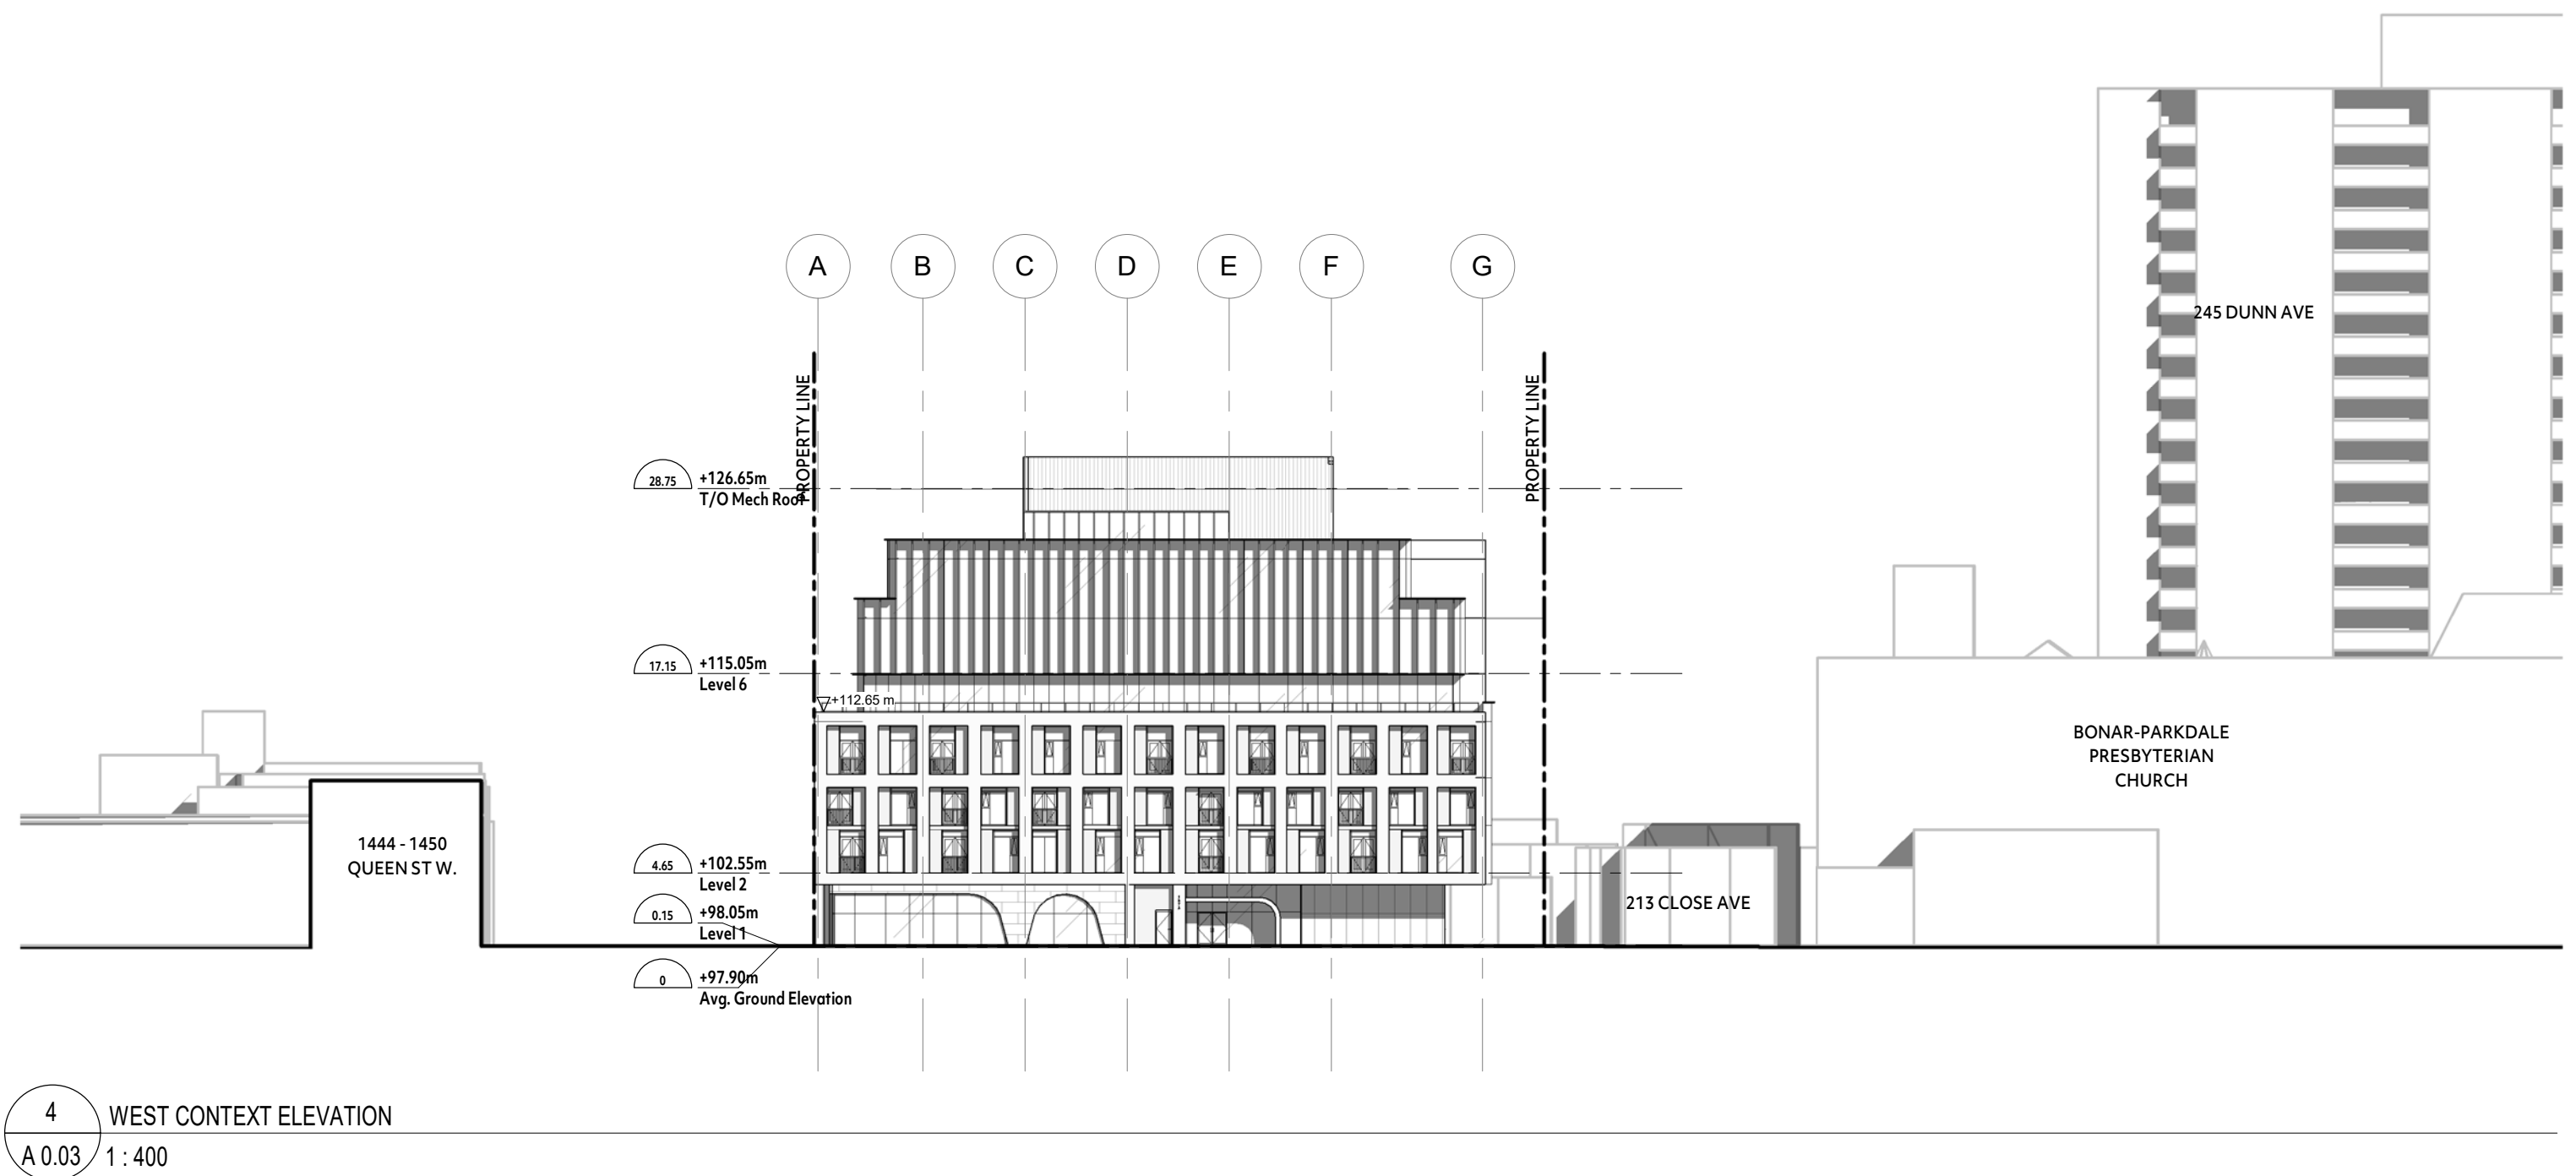 A
B
C
D
E
F
G
245 DUNN AVE
PROPERTY LINE
PROPERTY LINE
28.75
+126.65m
T/O Mech Roof
17.15
+115.05m
Level 6
+112.65 m
BONAR-PARKDALE
PRESBYTERIAN
CHURCH
1444 - 1450
QUEEN ST W.
4.65
+102.55m
Level 2
0.15
+98.05m
Level 1
213 CLOSE AVE
0
+97.90m
Avg. Ground Elevation
4
WEST CONTEXT ELEVATION
A 0.03
1 : 400